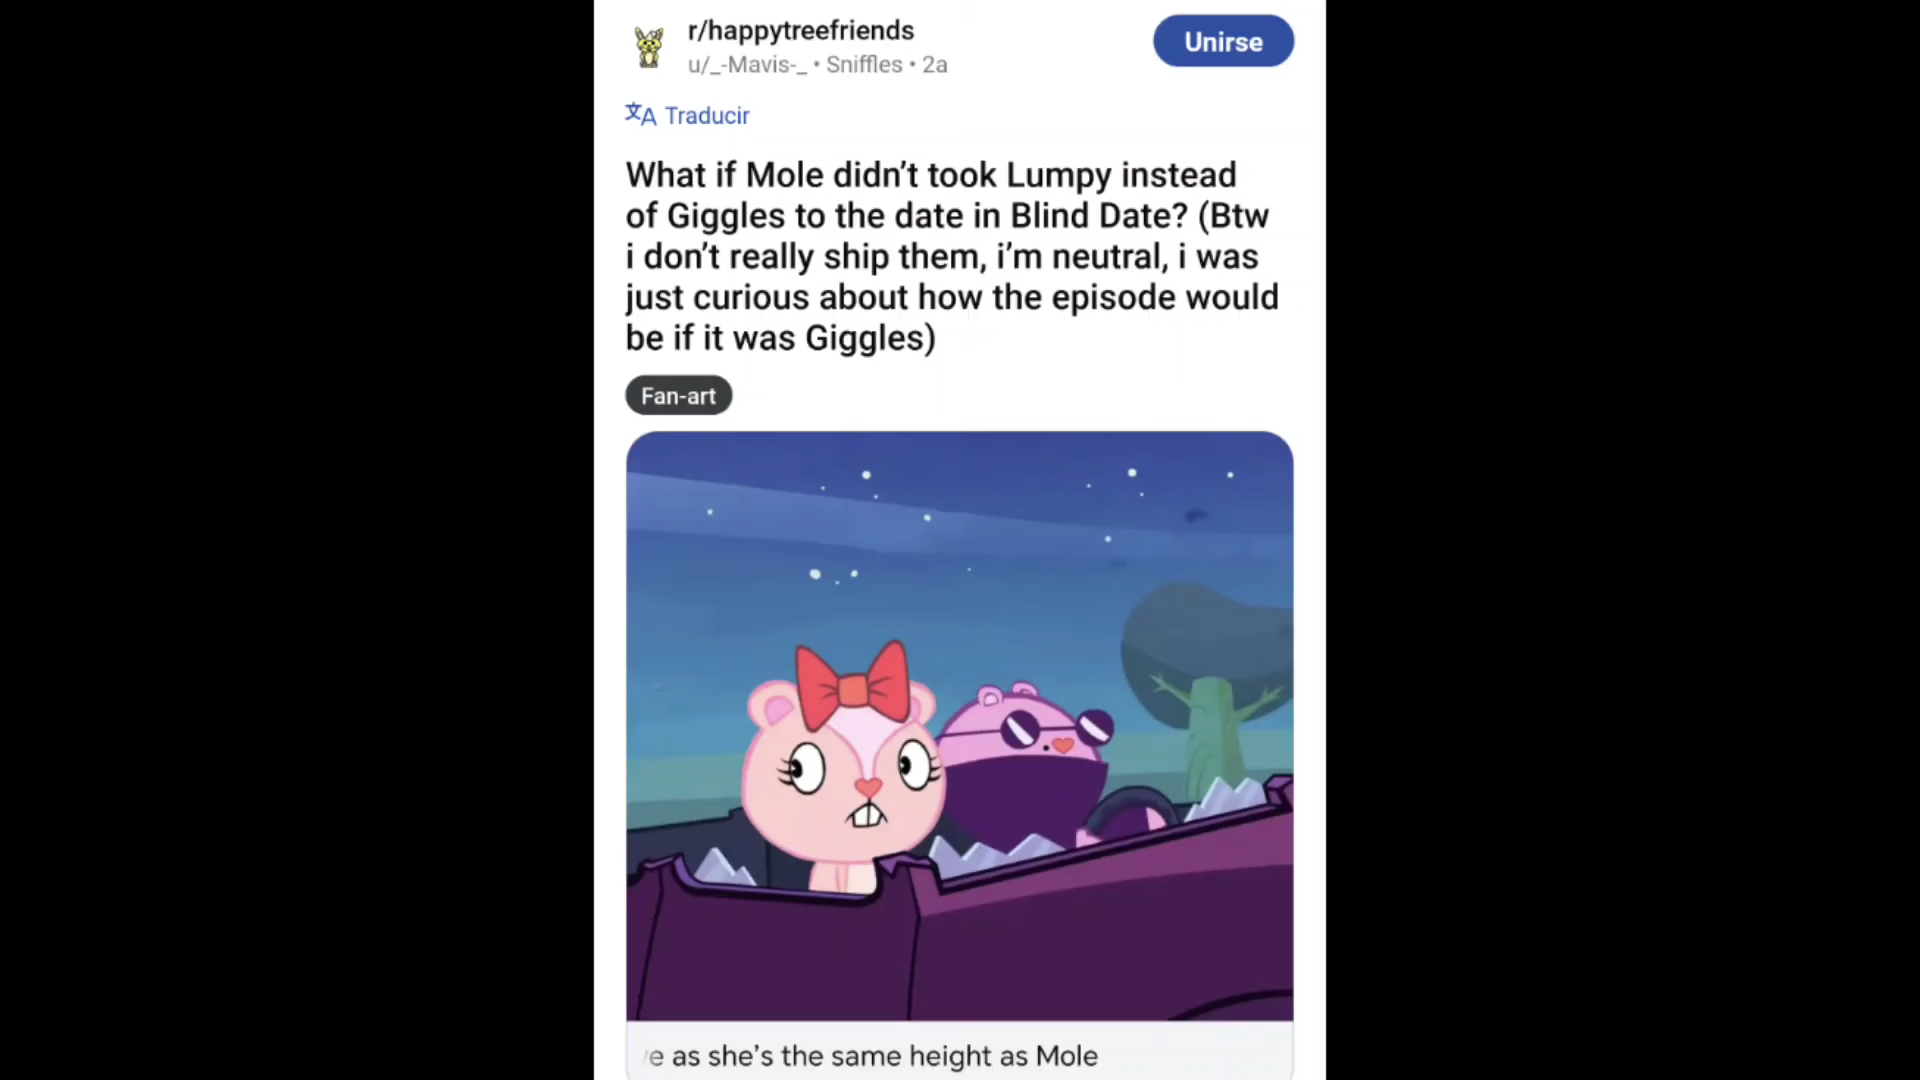 r/happytreefriends
u/_-Mavis-_ • Sniffles • 2a
Unirse
Traducir
What if Mole didn’t took Lumpy instead
of Giggles to the date in Blind Date? (Btw
i don’t really ship them, i’m neutral, i was
just curious about how the episode would
be if it was Giggles)
Fan-art
as she’s the same height as Mole